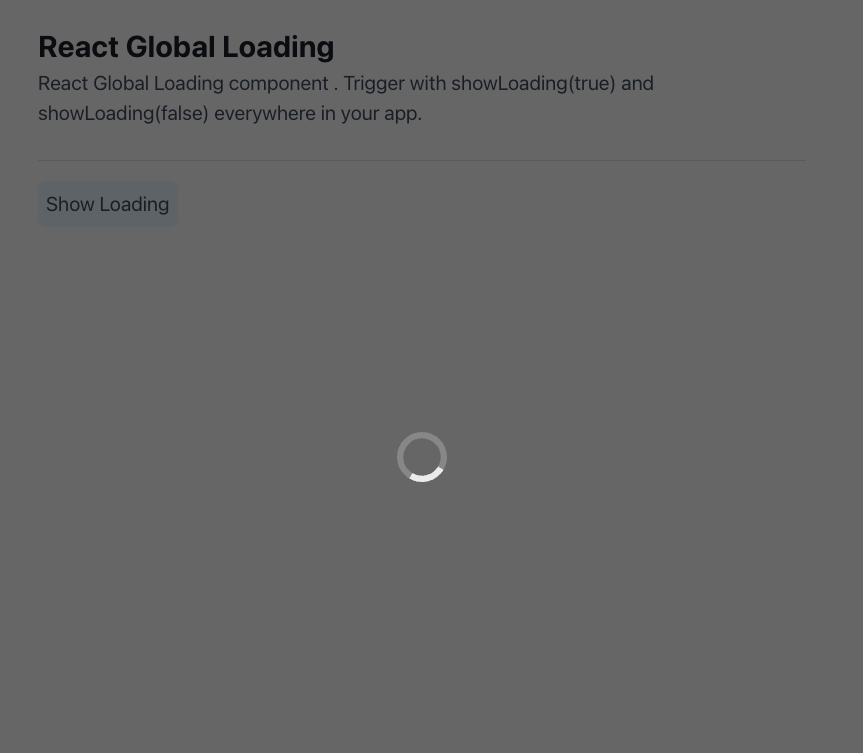 React Global Loading
React Global Loading component . Trigger with showLoading(true) and
showLoading(false) everywhere in your app.
Show Loading